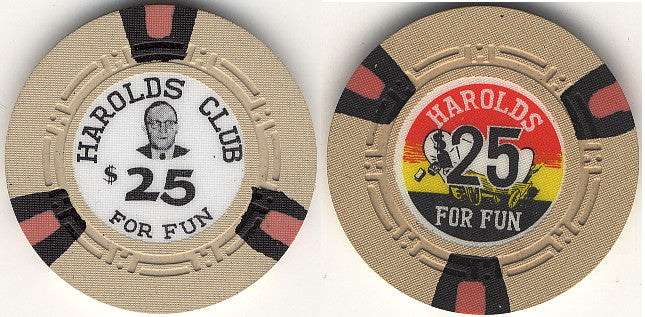 HAROLDS CLUB
$25
FOR FUN
HAROLDS
$25
FOR FUN